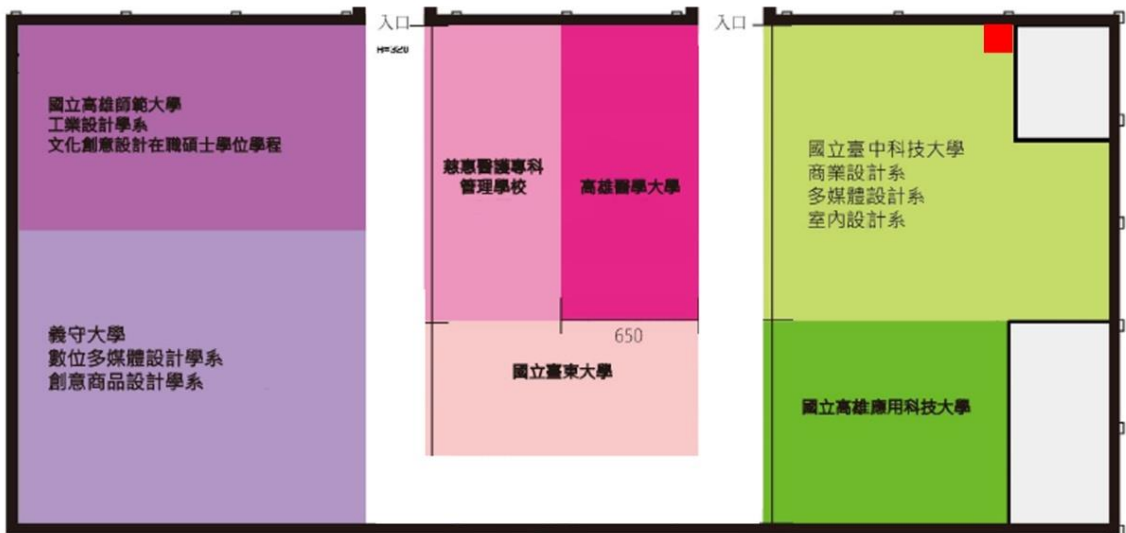 入口
入口
H=320
國立高雄師範大學
工業設計學系
文化創意設計在職碩士學位學程
慈惠醫護專科
管理學校
高雄醫學大學
國立臺中科技大學
商業設計系
多媒體設計系
室內設計系
義守大學
數位多媒體設計學系
創意商品設計學系
650
國立臺東大學
國立高雄應用科技大學